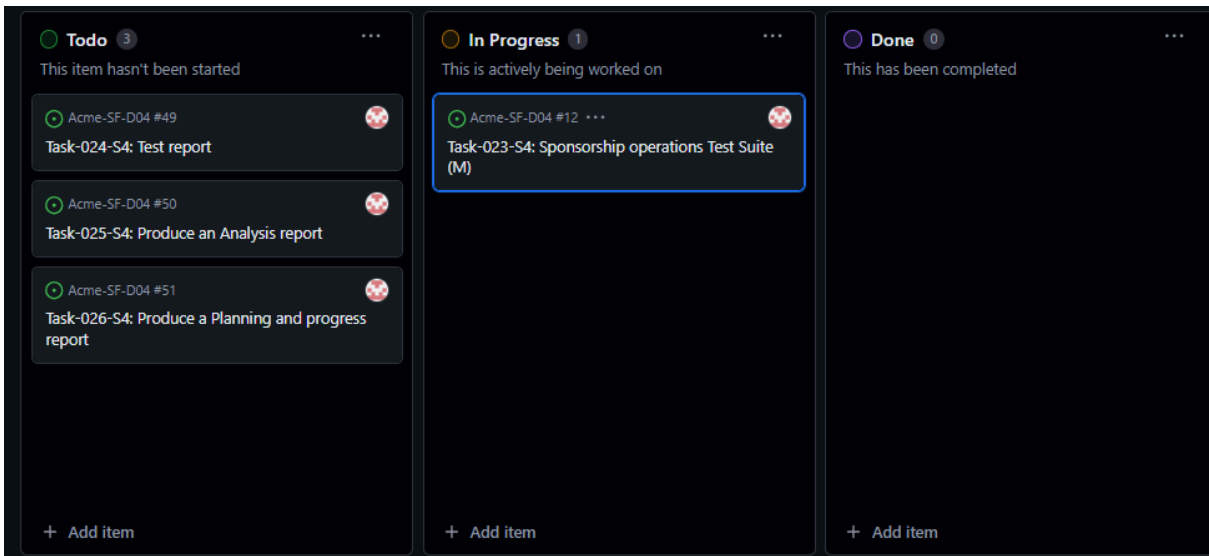 Todo 3
This item hasn't been started
Acme-SF-D04 #49
Task-024-S4: Test report
Acme-SF-D04 #50
Task-025-S4: Produce an Analysis report
Acme-SF-D04 #51
Task-026-S4: Produce a Planning and progress
report
+ Add item
In Progress 1
This is actively being worked on
Acme-SF-D04 #12 ···
Task-023-S4: Sponsorship operations Test Suite
(M)
+ Add item
Done 0
This has been completed
+ Add item